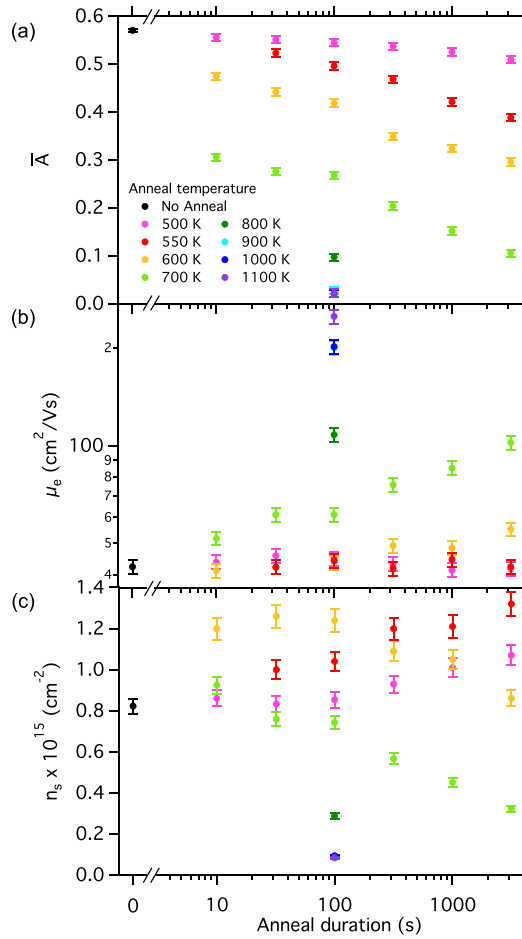 (a)
0.6
0.5
0.4
0.3
0.2
0.1
0.0
A
Anneal temperature
No Anneal
500 K
550 K
600 K
700 K
800 K
900 K
1000 K
1100 K
(b)
2
100
9
8
7
6
5
4
μe (cm2/Vs)
(c)
1.4
1.2
1.0
0.8
0.6
0.4
0.2
0.0
ns x 10^15 (cm^-2)
0
10
100
1000
Anneal duration (s)